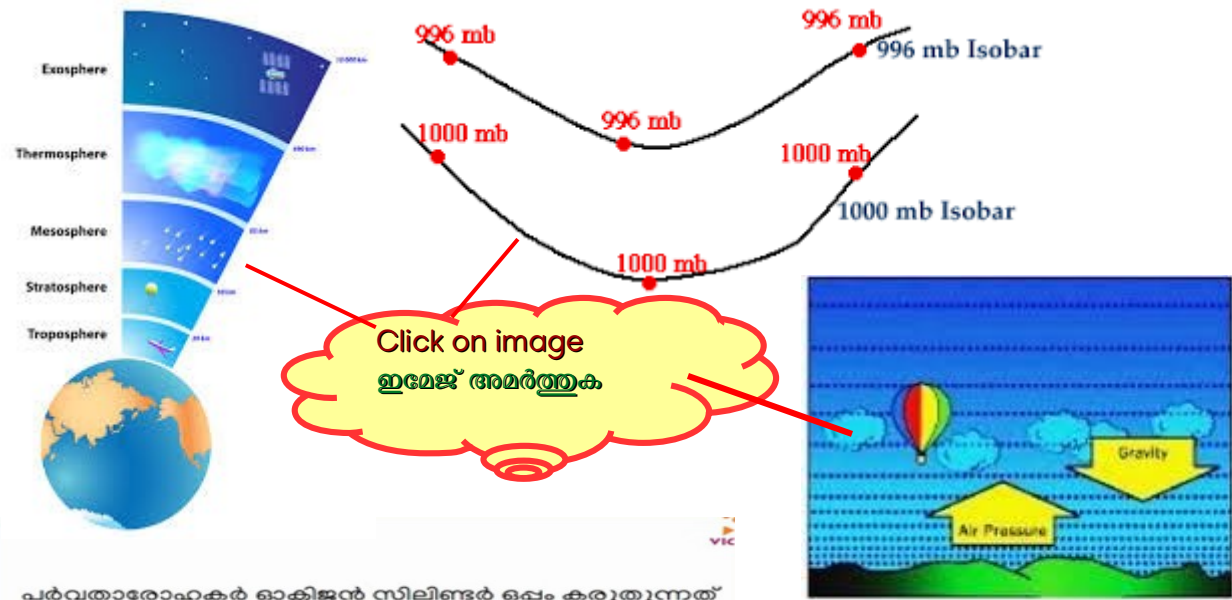 Exosphere
Thermosphere
Mesosphere
Stratosphere
Troposphere
996 mb
996 mb
996 mb Isobar
996 mb
1000 mb
1000 mb
1000 mb Isobar
1000 mb
Click on image
ഇമേജ് അമർത്തുക
Gravity
Air Pressure
പർവതാരോഹകർ ഓക്സിജൻ സിലിണ്ടർ ഒപ്പം കരുതുന്നത്